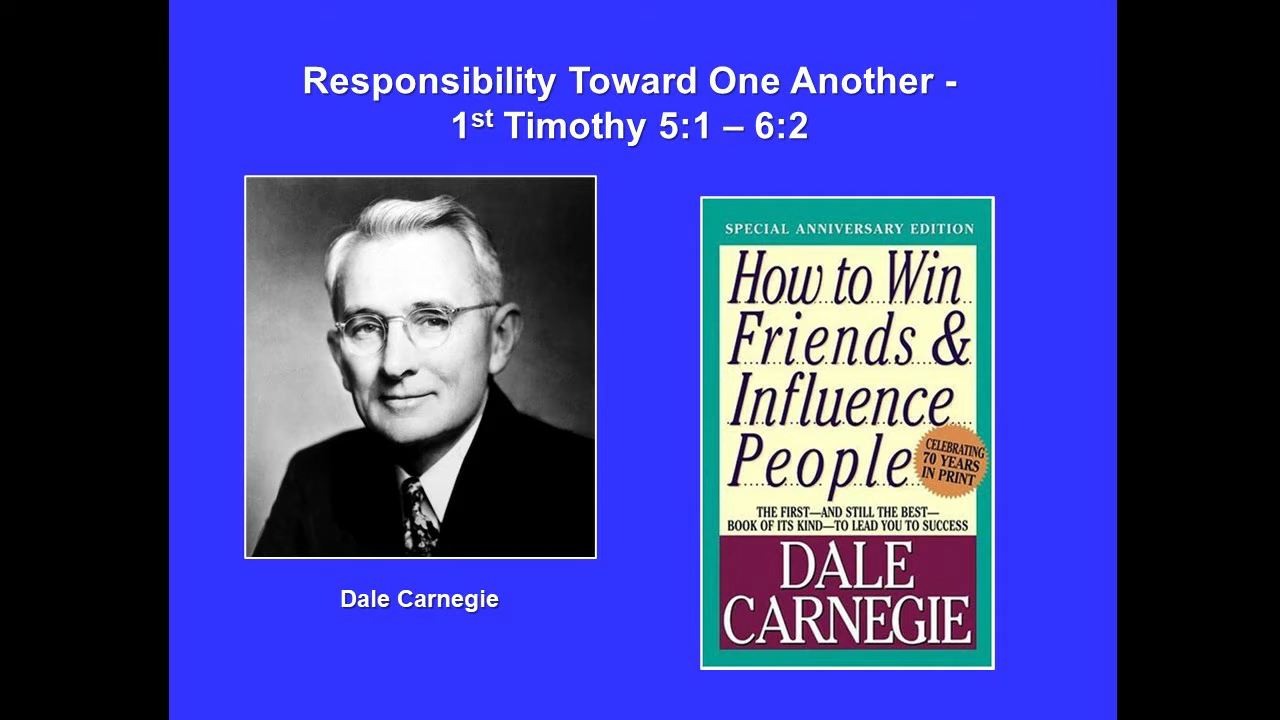 Responsibility Toward One Another -
1st Timothy 5:1 – 6:2
Dale Carnegie
SPECIAL ANNIVERSARY EDITION
How to Win
Friends &
Influence
People
CELEBRATING
70 YEARS
IN PRINT
THE FIRST—AND STILL THE BEST—
BOOK OF ITS KIND—TO LEAD YOU TO SUCCESS
DALE
CARNEGIE